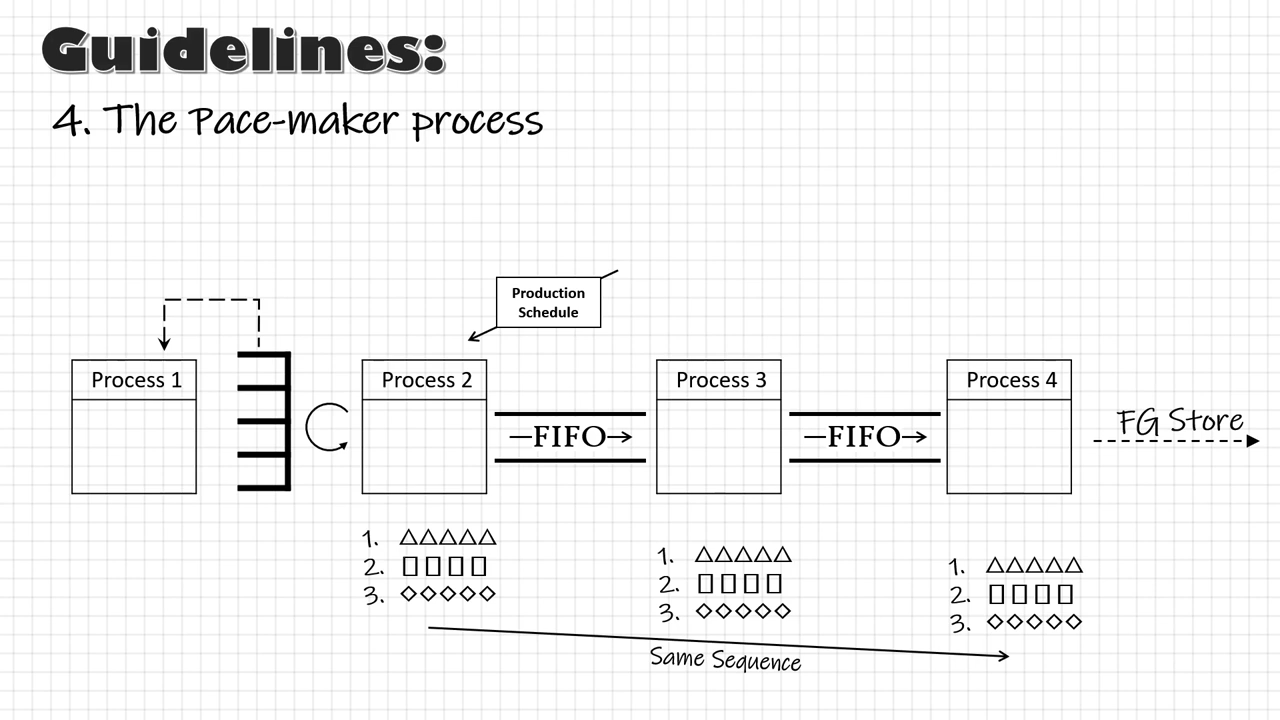 Guidelines:
4. The Pace-maker process
Production
Schedule
Process 1
Process 2
Process 3
Process 4
FIFO
FIFO
FG Store
1.
2.
3.
1.
2.
3.
1.
2.
3.
Same Sequence